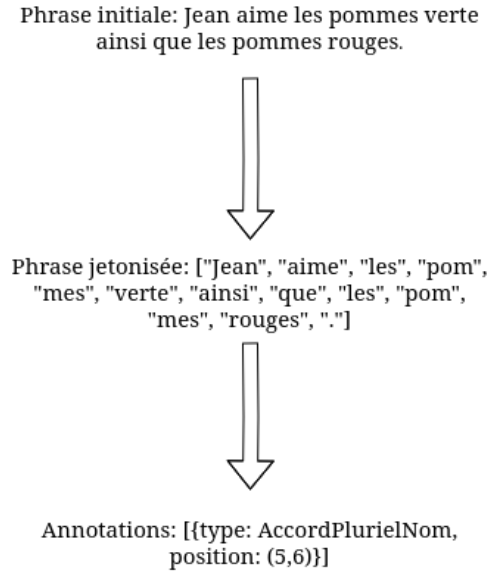 Phrase initiale: Jean aime les pommes verte
ainsi que les pommes rouges.
Phrase jetonisée: ["Jean", "aime", "les", "pom",
"mes", "verte", "ainsi", "que", "les", "pom",
"mes", "rouges", "."]
Annotations: [{type: AccordPlurielNom,
position: (5,6)}]